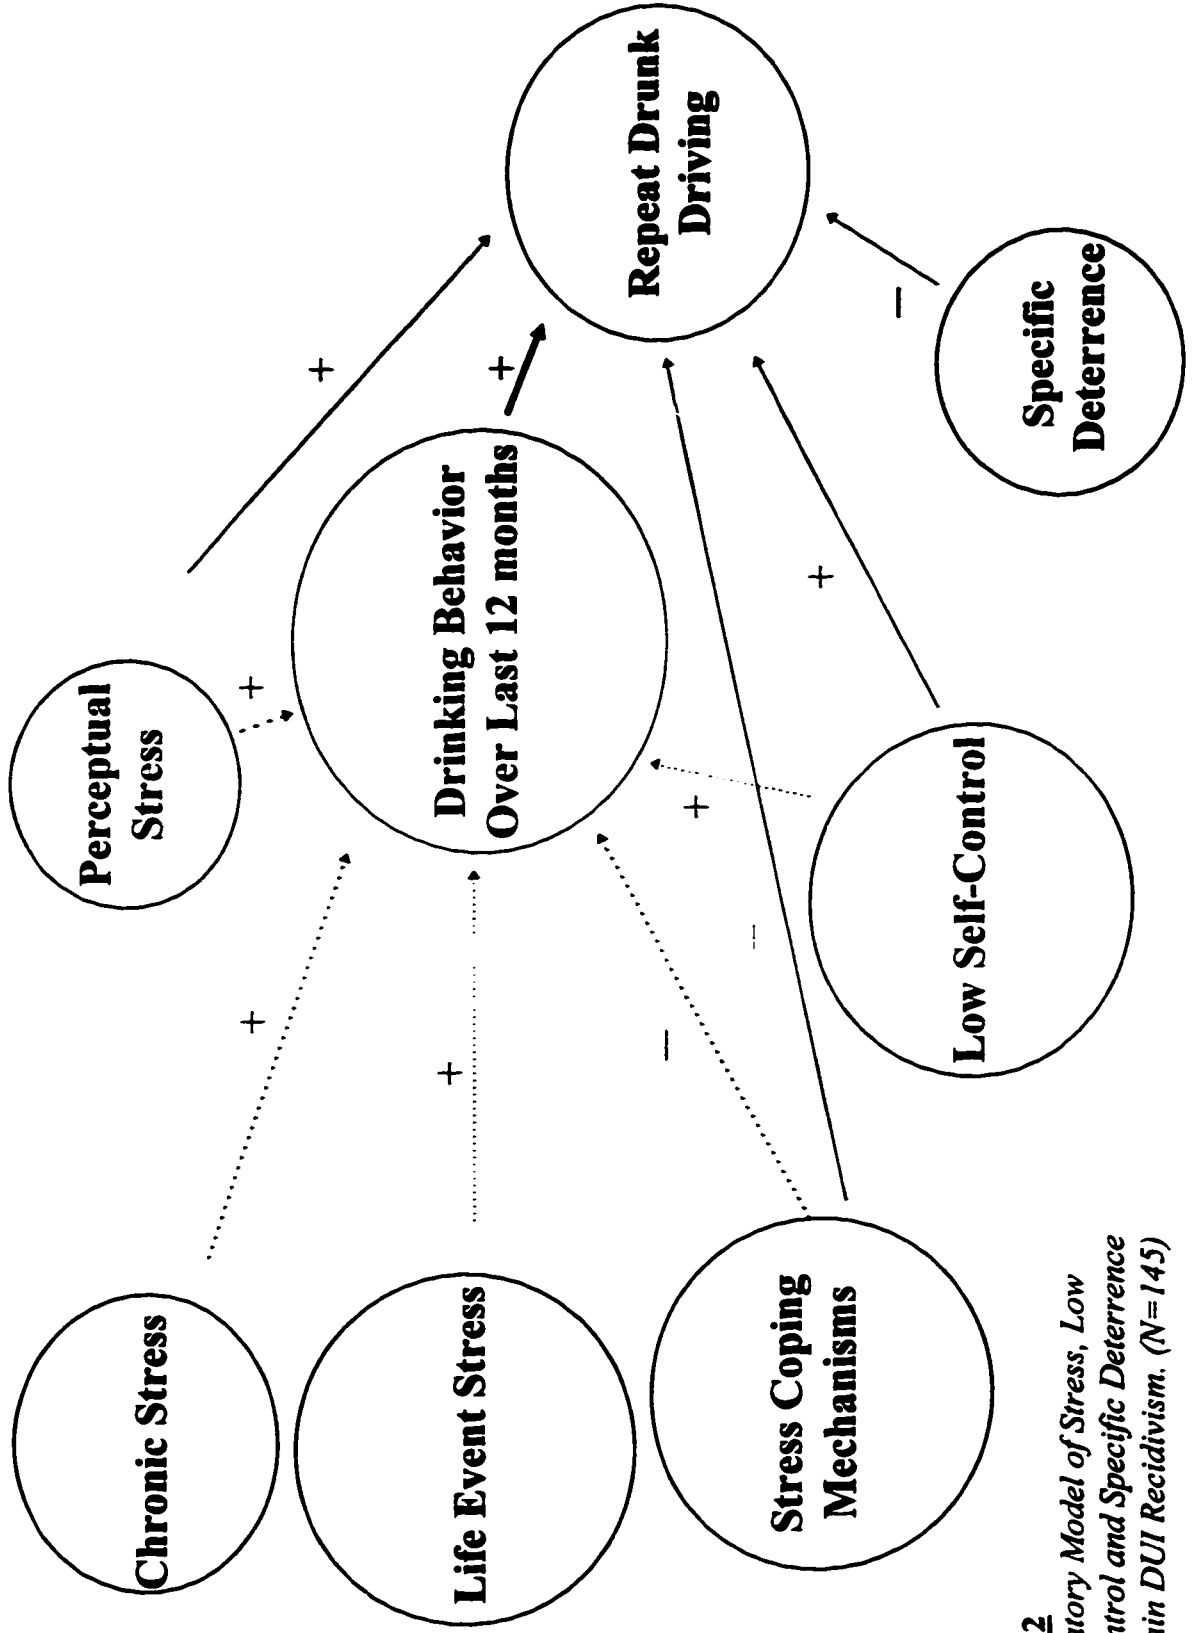 Chronic Stress
+
Perceptual
Stress
+
+
Life Event Stress
+
Drinking Behavior
Over Last 12 months
+
Repeat Drunk
Driving
−
+
−
Stress Coping
Mechanisms
+
−
Low Self-Control
Specific
Deterrence
2
atory Model of Stress, Low
ntrol and Specific Deterrence
ain DUI Recidivism. (N=145)